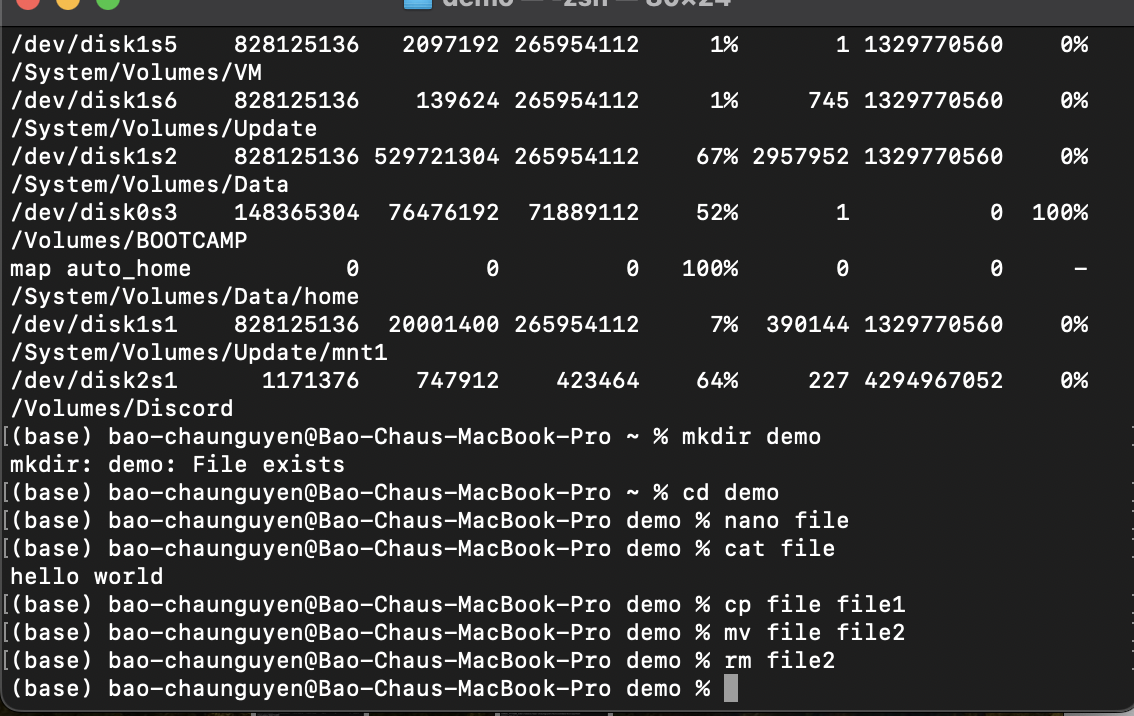 demo — -zsh — 80×24
/dev/disk1s5    828125136   2097192 265954112     1%       1 1329770560    0%
/System/Volumes/VM
/dev/disk1s6    828125136    139624 265954112     1%     745 1329770560    0%
/System/Volumes/Update
/dev/disk1s2    828125136 529721304 265954112    67% 2957952 1329770560    0%
/System/Volumes/Data
/dev/disk0s3    148365304  76476192  71889112    52%       1          0  100%
/Volumes/BOOTCAMP
map auto_home           0         0         0   100%       0          0     -
/System/Volumes/Data/home
/dev/disk1s1    828125136  20001400 265954112     7%  390144 1329770560    0%
/System/Volumes/Update/mnt1
/dev/disk2s1      1171376    747912    423464    64%     227 4294967052    0%
/Volumes/Discord
[(base) bao-chaunguyen@Bao-Chaus-MacBook-Pro ~ % mkdir demo
mkdir: demo: File exists
[(base) bao-chaunguyen@Bao-Chaus-MacBook-Pro ~ % cd demo
[(base) bao-chaunguyen@Bao-Chaus-MacBook-Pro demo % nano file
[(base) bao-chaunguyen@Bao-Chaus-MacBook-Pro demo % cat file
hello world
[(base) bao-chaunguyen@Bao-Chaus-MacBook-Pro demo % cp file file1
[(base) bao-chaunguyen@Bao-Chaus-MacBook-Pro demo % mv file file2
[(base) bao-chaunguyen@Bao-Chaus-MacBook-Pro demo % rm file2
(base) bao-chaunguyen@Bao-Chaus-MacBook-Pro demo %